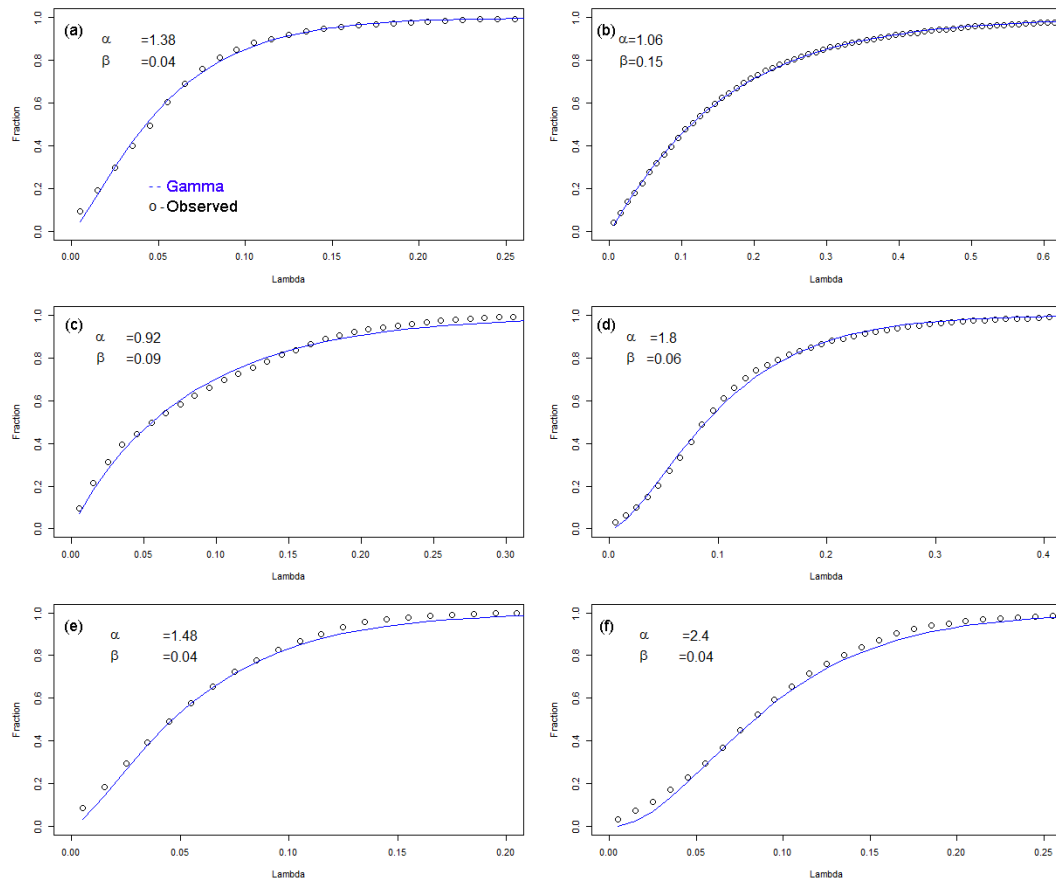 (a)
α =1.38
β =0.04
-- Gamma
o - Observed
Fraction
0.0 0.2 0.4 0.6 0.8 1.0
0.00 0.05 0.10 0.15 0.20 0.25
Lambda
(b)
α=1.06
β=0.15
Fraction
0.0 0.2 0.4 0.6 0.8 1.0
0.0 0.1 0.2 0.3 0.4 0.5 0.6
Lambda
(c)
α =0.92
β =0.09
Fraction
0.0 0.2 0.4 0.6 0.8 1.0
0.00 0.05 0.10 0.15 0.20 0.25 0.30
Lambda
(d)
α =1.8
β =0.06
Fraction
0.0 0.2 0.4 0.6 0.8 1.0
0.0 0.1 0.2 0.3 0.4
Lambda
(e)
α =1.48
β =0.04
Fraction
0.0 0.2 0.4 0.6 0.8 1.0
0.00 0.05 0.10 0.15 0.20
Lambda
(f)
α =2.4
β =0.04
Fraction
0.0 0.2 0.4 0.6 0.8 1.0
0.00 0.05 0.10 0.15 0.20 0.25
Lambda